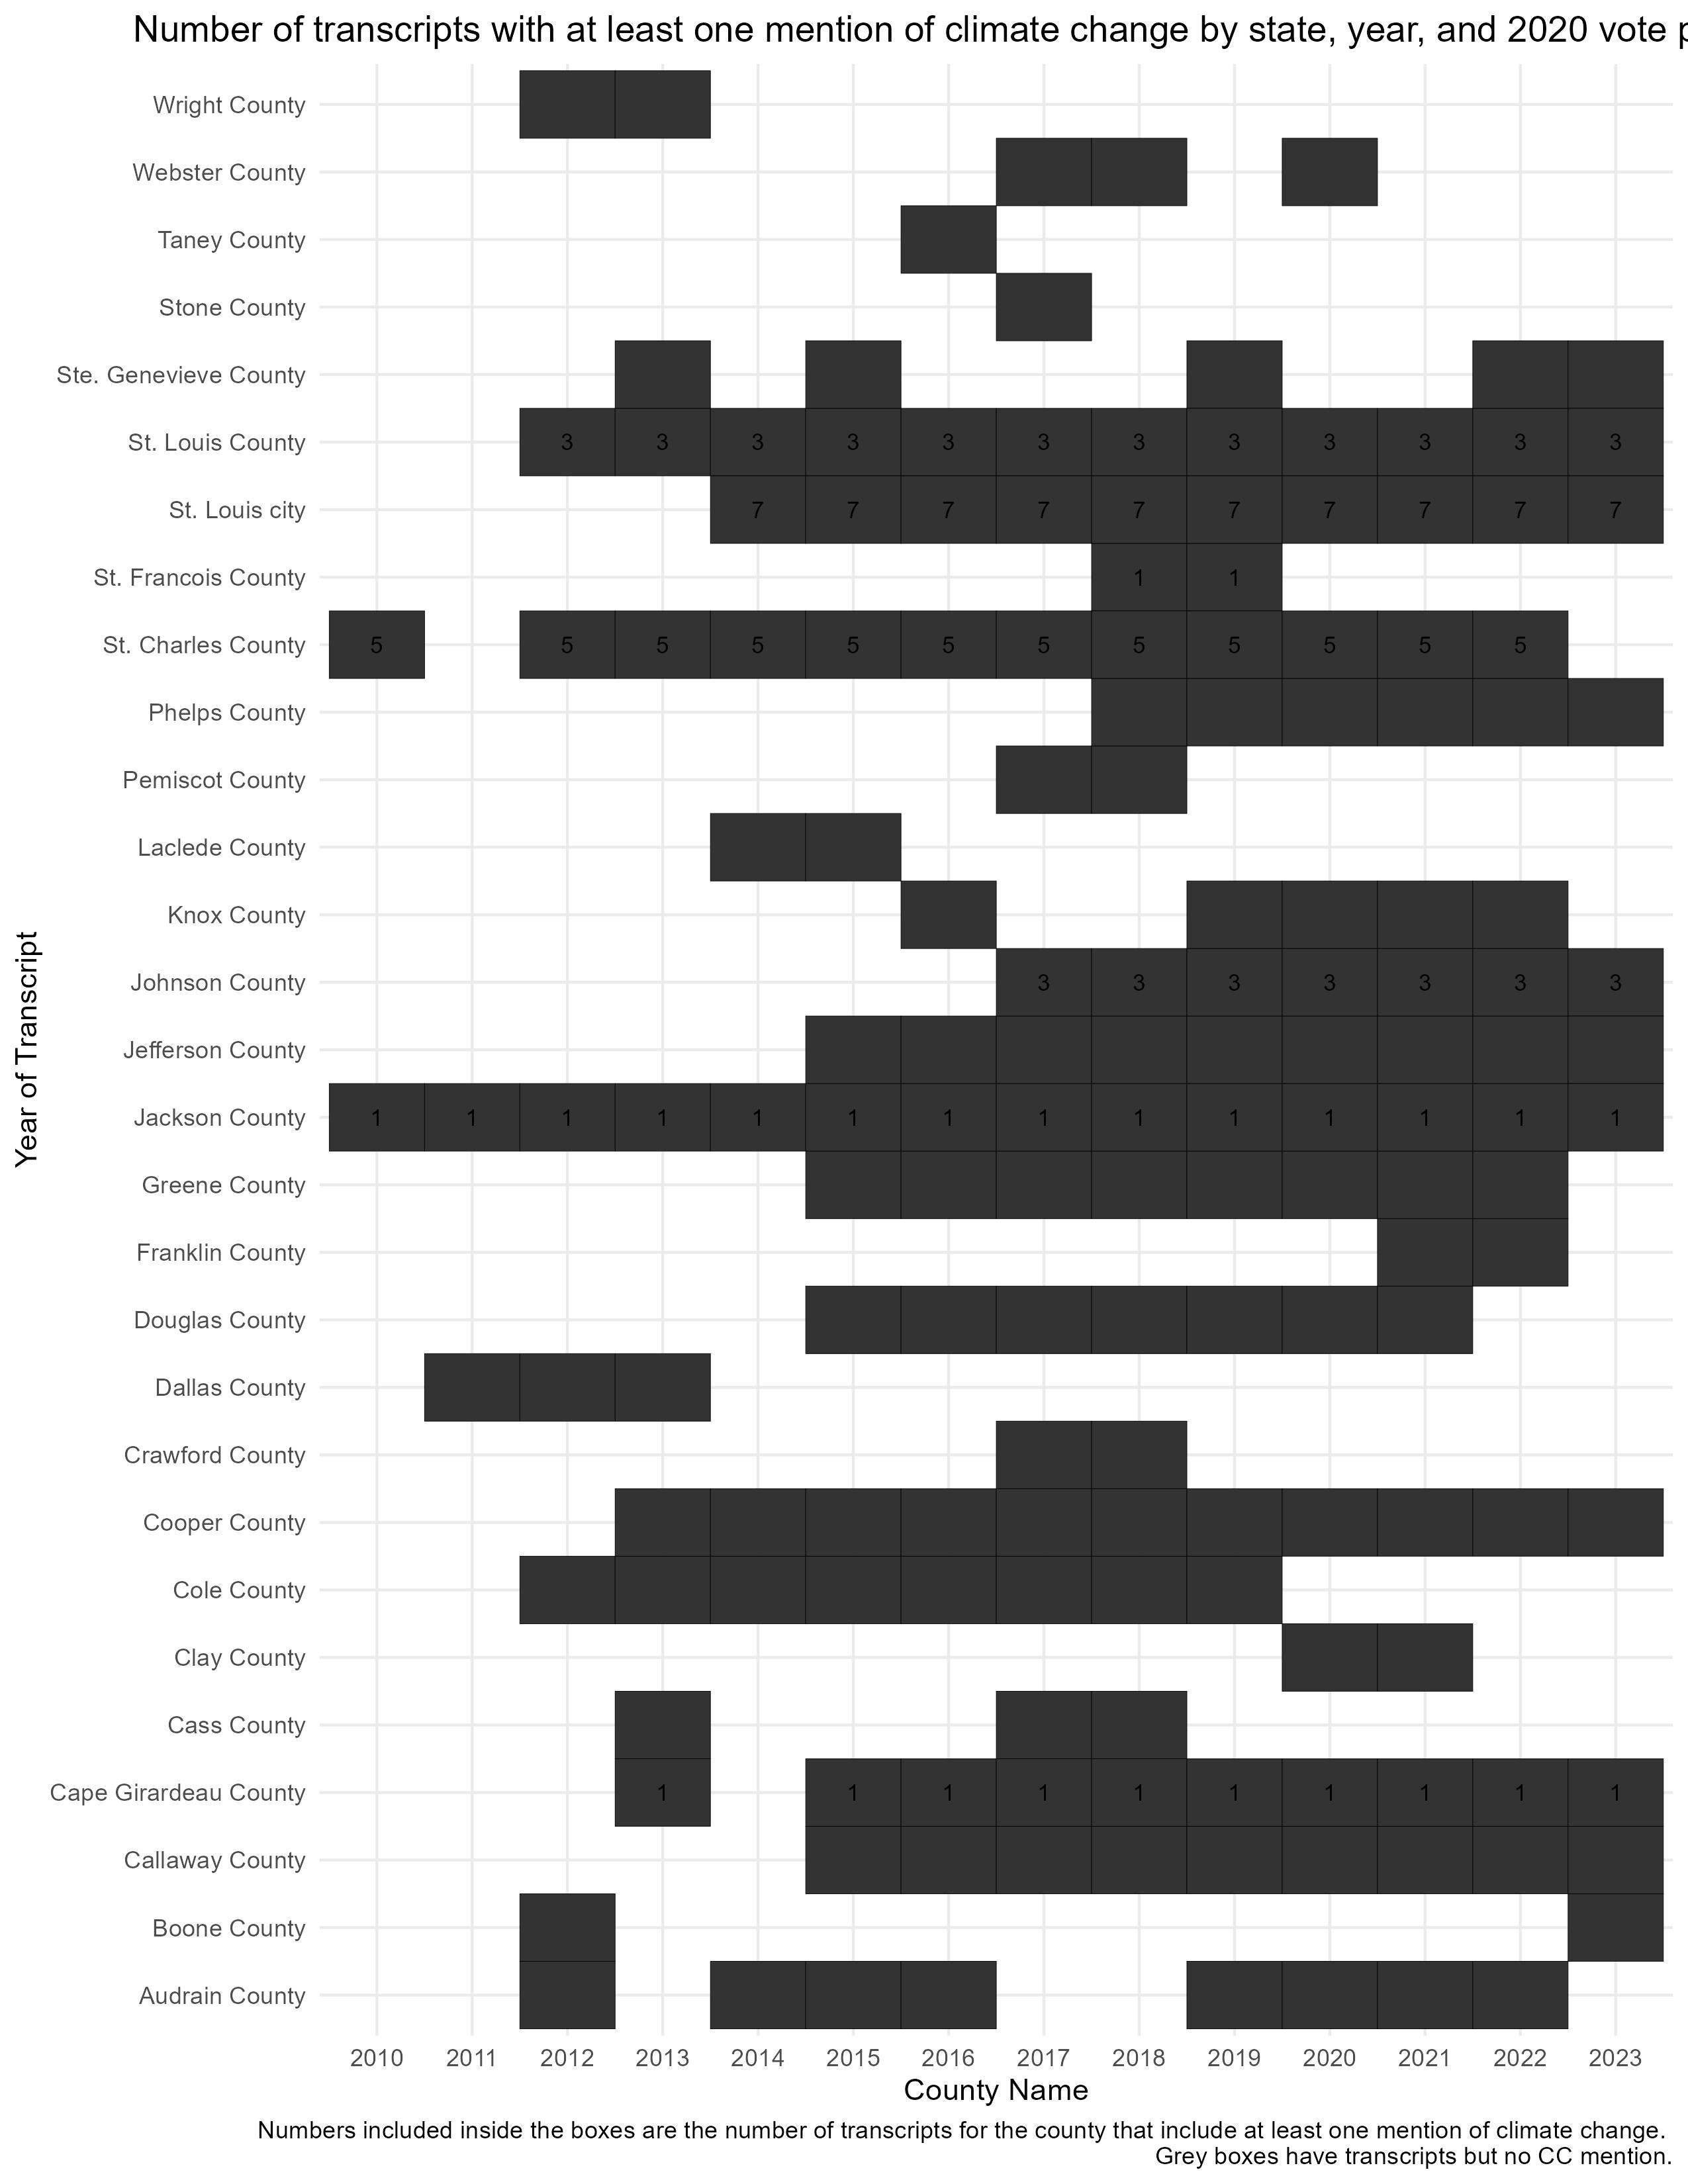 Number of transcripts with at least one mention of climate change by state, year, and 2020 vote p
Wright County
Webster County
Taney County
Stone County
Ste. Genevieve County
St. Louis County 3 3 3 3 3 3 3 3 3 3 3 3
St. Louis city 7 7 7 7 7 7 7 7 7 7
St. Francois County 1 1
St. Charles County 5 5 5 5 5 5 5 5 5 5 5 5
Phelps County
Pemiscot County
Laclede County
Knox County
Johnson County 3 3 3 3 3 3 3
Jefferson County
Jackson County 1 1 1 1 1 1 1 1 1 1 1 1 1 1
Greene County
Franklin County
Douglas County
Dallas County
Crawford County
Cooper County
Cole County
Clay County
Cass County
Cape Girardeau County 1 1 1 1 1 1 1 1 1 1
Callaway County
Boone County
Audrain County
Year of Transcript
2010 2011 2012 2013 2014 2015 2016 2017 2018 2019 2020 2021 2022 2023
County Name
Numbers included inside the boxes are the number of transcripts for the county that include at least one mention of climate change.
Grey boxes have transcripts but no CC mention.